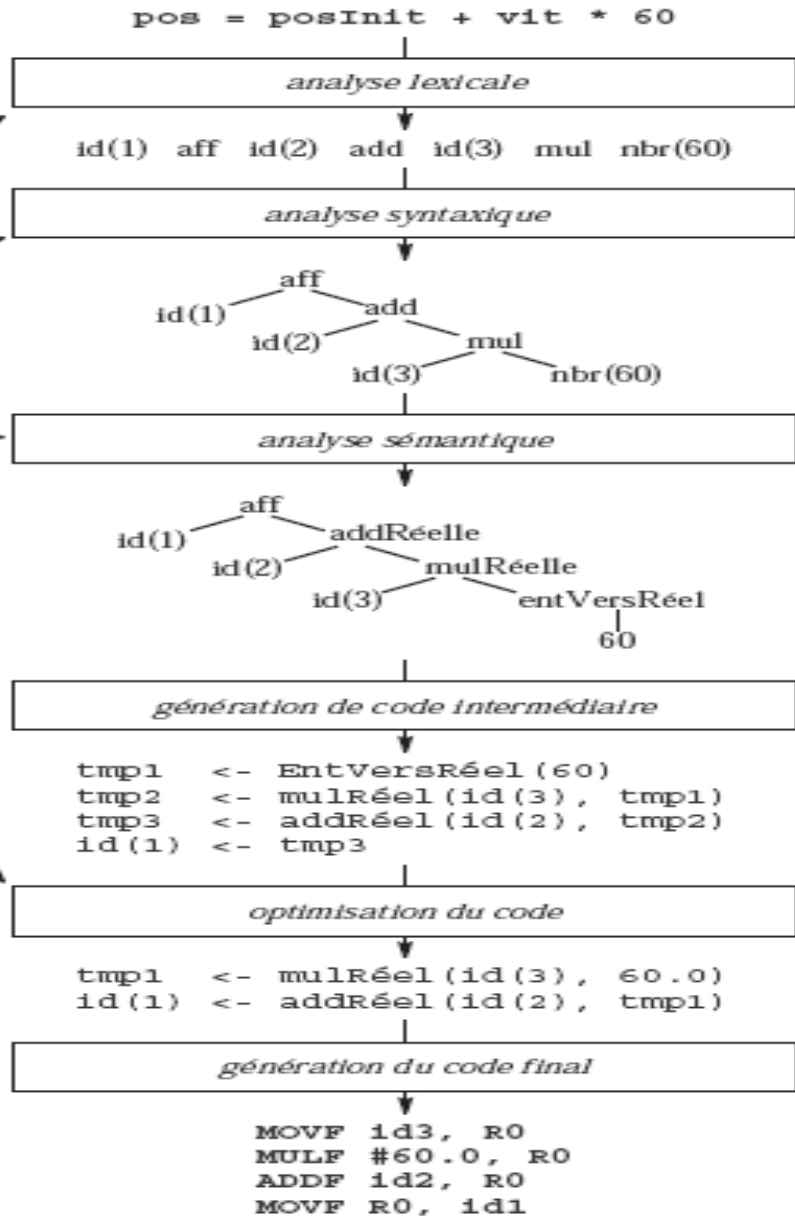 pos = posInit + vit * 60
analyse lexicale
id(1) aff id(2) add id(3) mul nbr(60)
analyse syntaxique
aff
id(1) add
id(2) mul
id(3) nbr(60)
analyse sémantique
aff
id(1) addRéelle
id(2) mulRéelle
id(3) entVersRéel
60
génération de code intermédiaire
tmp1 <- EntVersRéel(60)
tmp2 <- mulRéel(id(3), tmp1)
tmp3 <- addRéel(id(2), tmp2)
id(1) <- tmp3
optimisation du code
tmp1 <- mulRéel(id(3), 60.0)
id(1) <- addRéel(id(2), tmp1)
génération du code final
MOVF id3, R0
MULF #60.0, R0
ADDF id2, R0
MOVF R0, id1